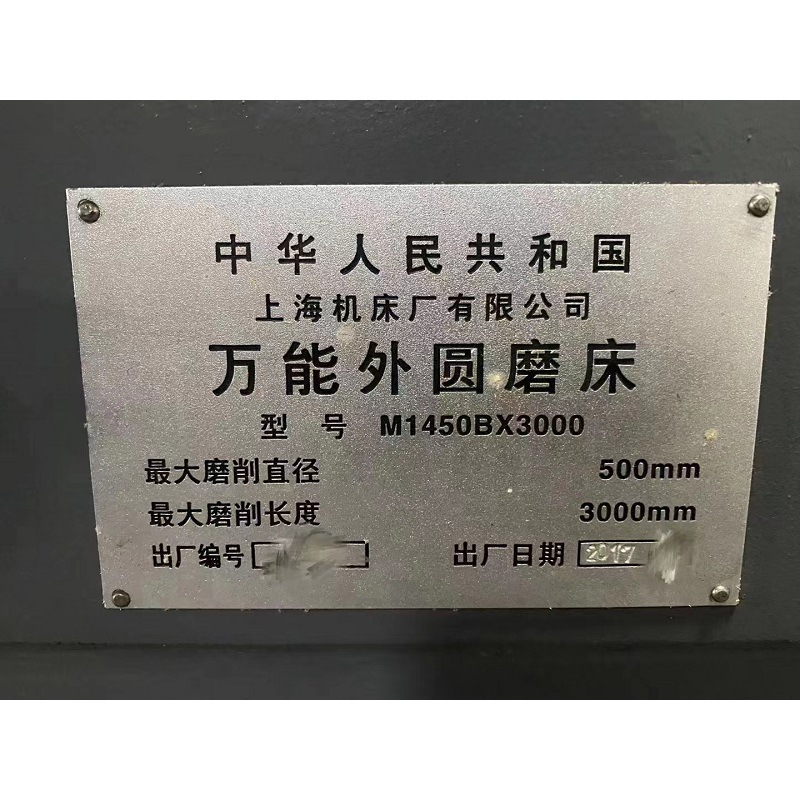 中华人民共和国
上海机床厂有限公司
万能外圆磨床
型号 M1450BX3000
最大磨削直径 500mm
最大磨削长度 3000mm
出厂编号 出厂日期 2017